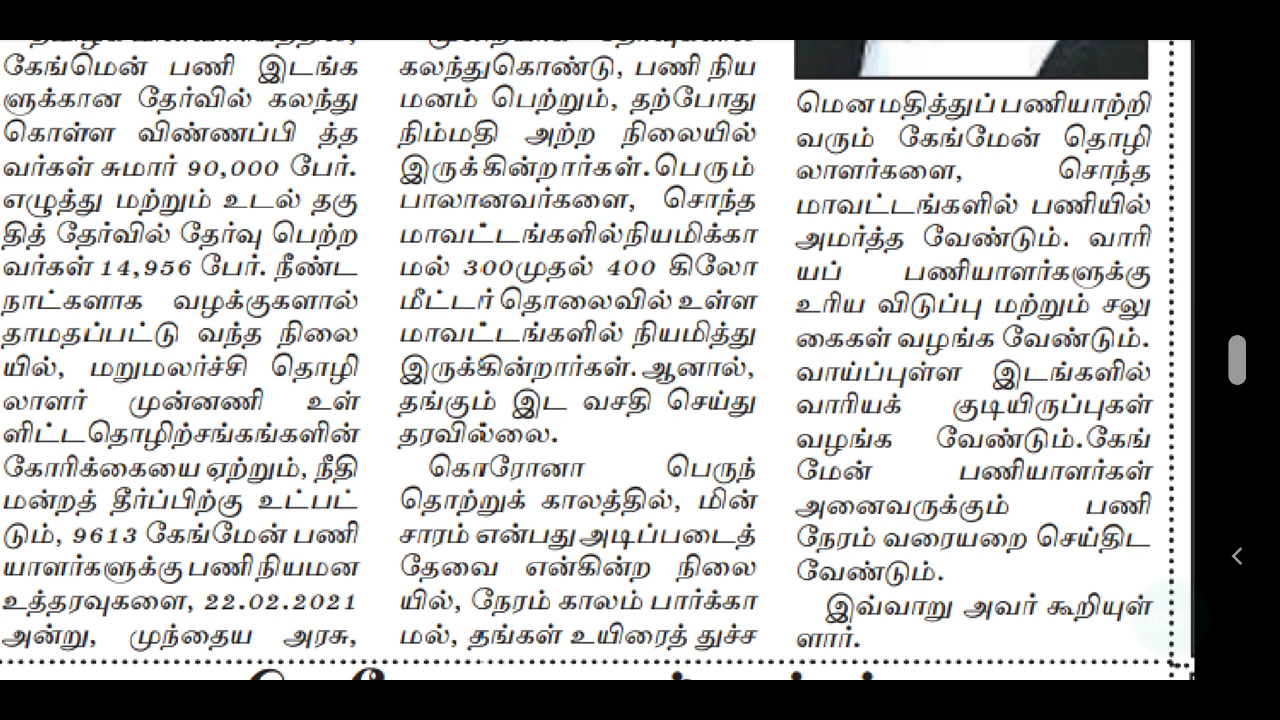 கேங்மென் பணி இடங்க
ளுக்கான தேர்வில் கலந்து
கொள்ள விண்ணப்பி த்த
வர்கள் சுமார் 90,000 பேர்.
எழுத்து மற்றும் உடல் தகு
தித் தேர்வில் தேர்வு பெற்ற
வர்கள் 14,956 பேர். நீண்ட
நாட்களாக வழக்குகளால்
தாமதப்பட்டு வந்த நிலை
யில், மறுமலர்ச்சி தொழி
லாளர் முன்னணி உள்
ளிட்டதொழிற்சங்கங்களின்
கோரிக்கையை ஏற்றும், நீதி
மன்றத் தீர்ப்பிற்கு உட்பட்
டும், 9613 கேங்மேன் பணி
யாளர்களுக்கு பணி நியமன
உத்தரவுகளை, 22.02.2021
அன்று, முந்தைய அரசு,
கலந்துகொண்டு, பணி நிய
மனம் பெற்றும், தற்போது
நிம்மதி அற்ற நிலையில்
இருக்கின்றார்கள்.பெரும்
பாலானவர்களை, சொந்த
மாவட்டங்களில்நியமிக்கா
மல் 300முதல் 400 கிலோ
மீட்டர் தொலைவில் உள்ள
மாவட்டங்களில் நியமித்து
இருக்கின்றார்கள். ஆனால்,
தங்கும் இட வசதி செய்து
தரவில்லை.
கொரோனா பெருந்
தொற்றுக் காலத்தில், மின்
சாரம் என்பது அடிப்படைத்
தேவை என்கின்ற நிலை
யில், நேரம் காலம் பார்க்கா
மல், தங்கள் உயிரைத் துச்ச
மென மதித்துப் பணியாற்றி
வரும் கேங்மேன் தொழி
லாளர்களை, சொந்த
மாவட்டங்களில் பணியில்
அமர்த்த வேண்டும். வாரி
யப் பணியாளர்களுக்கு
உரிய விடுப்பு மற்றும் சலு
கைகள் வழங்க வேண்டும்.
வாய்ப்புள்ள இடங்களில்
வாரியக் குடியிருப்புகள்
வழங்க வேண்டும்.கேங்
மேன் பணியாளர்கள்
அனைவருக்கும் பணி
நேரம் வரையறை செய்திட
வேண்டும்.
இவ்வாறு அவர் கூறியுள்
ளார்.